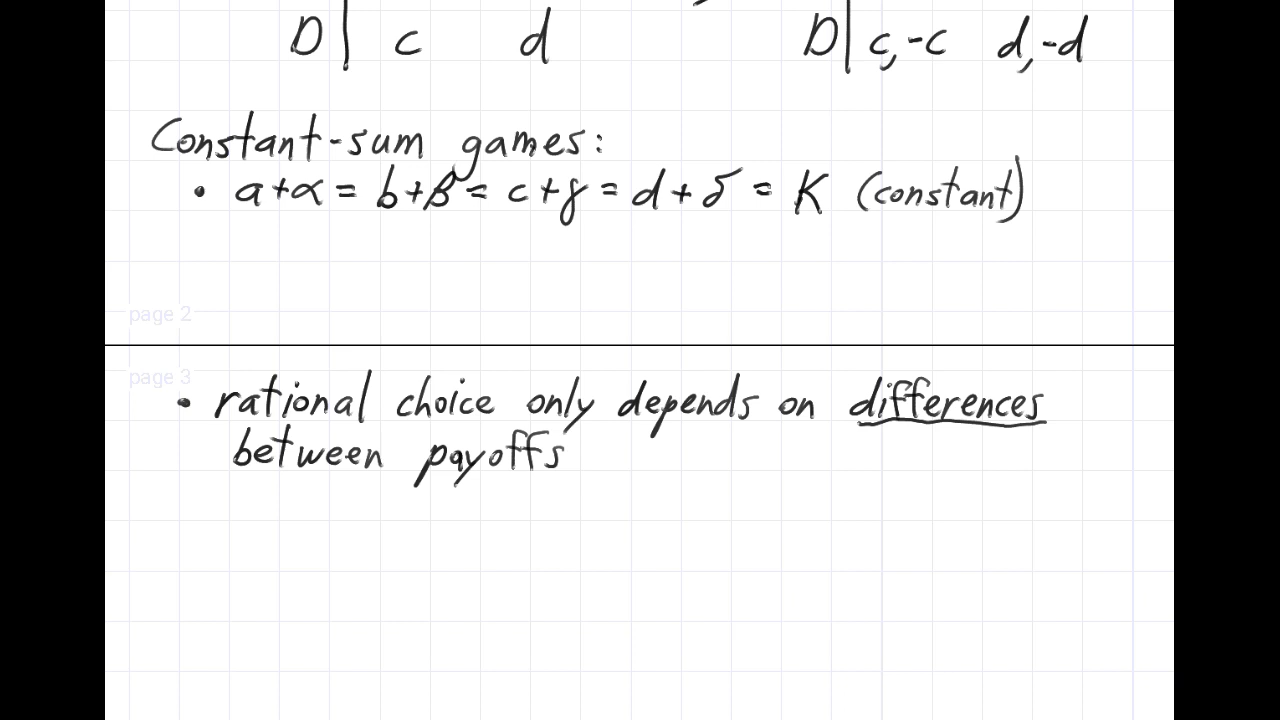 D | c d
D | c, -c d, -d
Constant-sum games:
• a+α = b+β = c+γ = d+δ = K (constant)
page 2
page 3
• rational choice only depends on differences
between payoffs